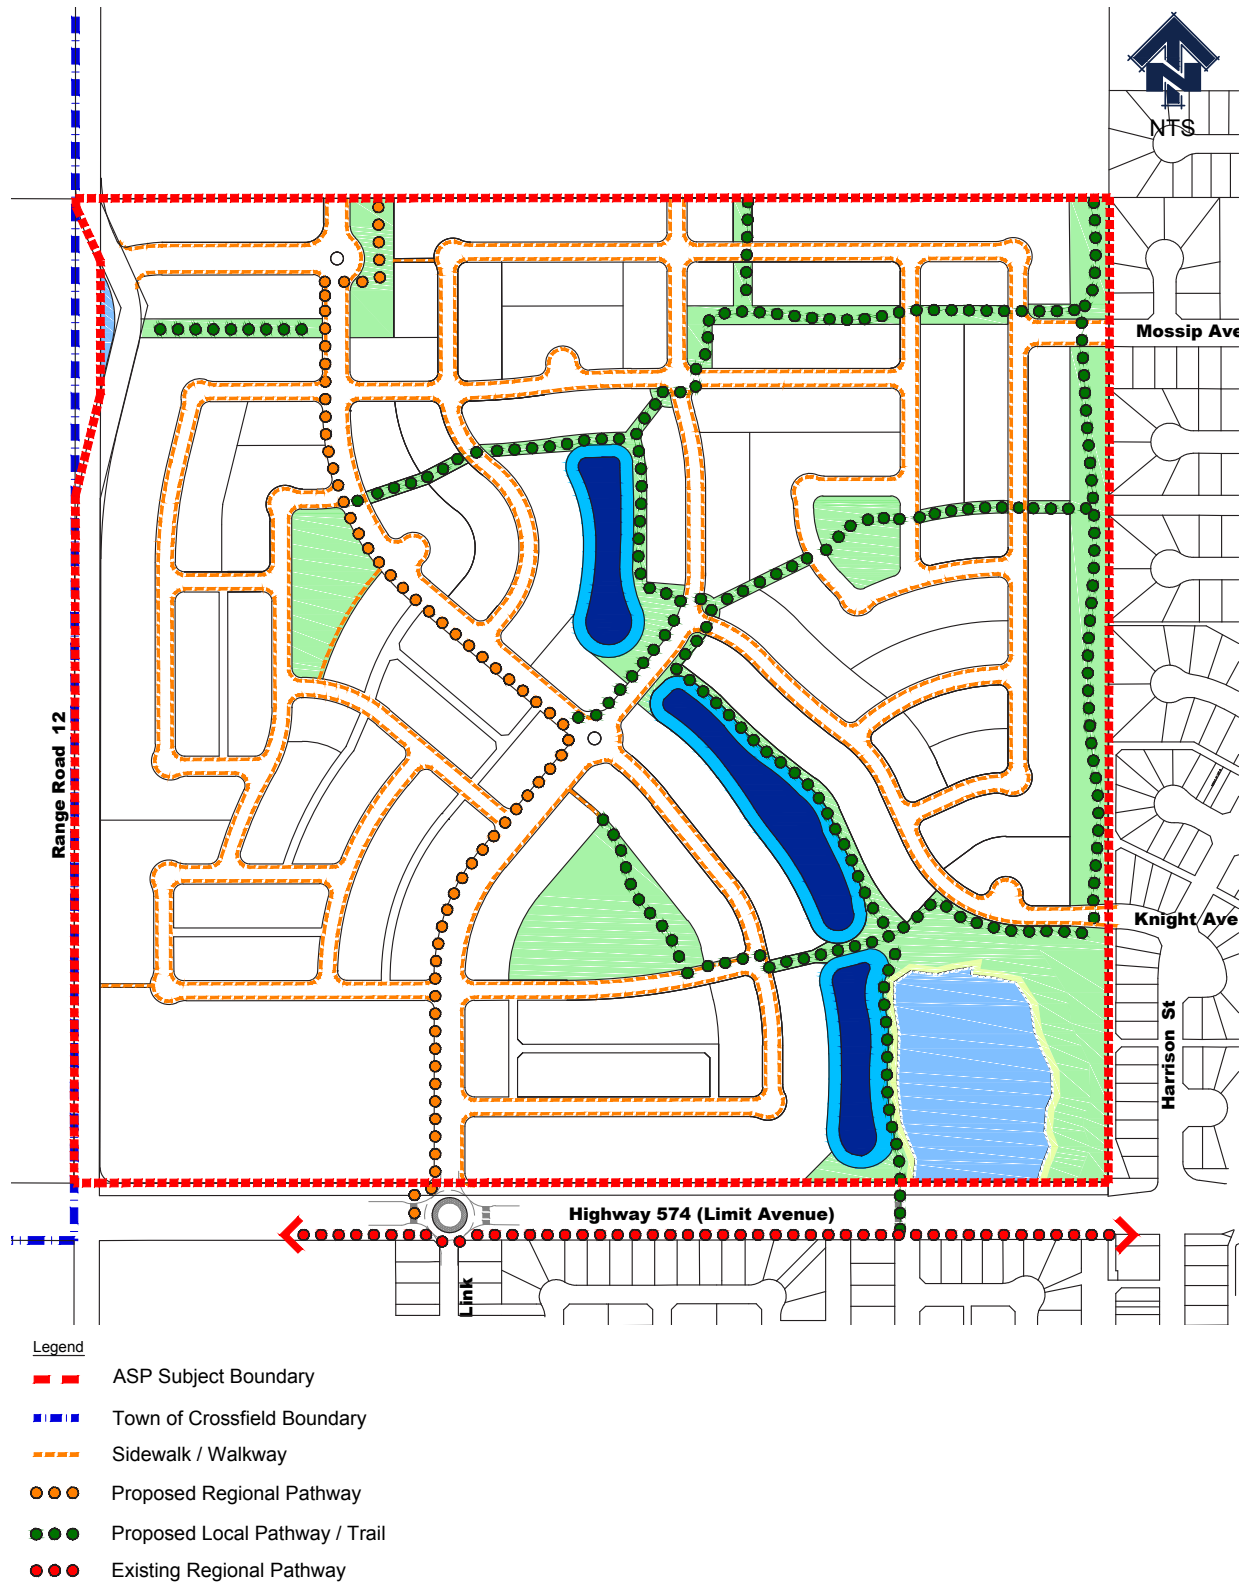 N
NTS
Mossip Ave
Range Road 12
Knight Ave
Harrison St
Highway 574 (Limit Avenue)
Link
Legend
ASP Subject Boundary
Town of Crossfield Boundary
Sidewalk / Walkway
Proposed Regional Pathway
Proposed Local Pathway / Trail
Existing Regional Pathway